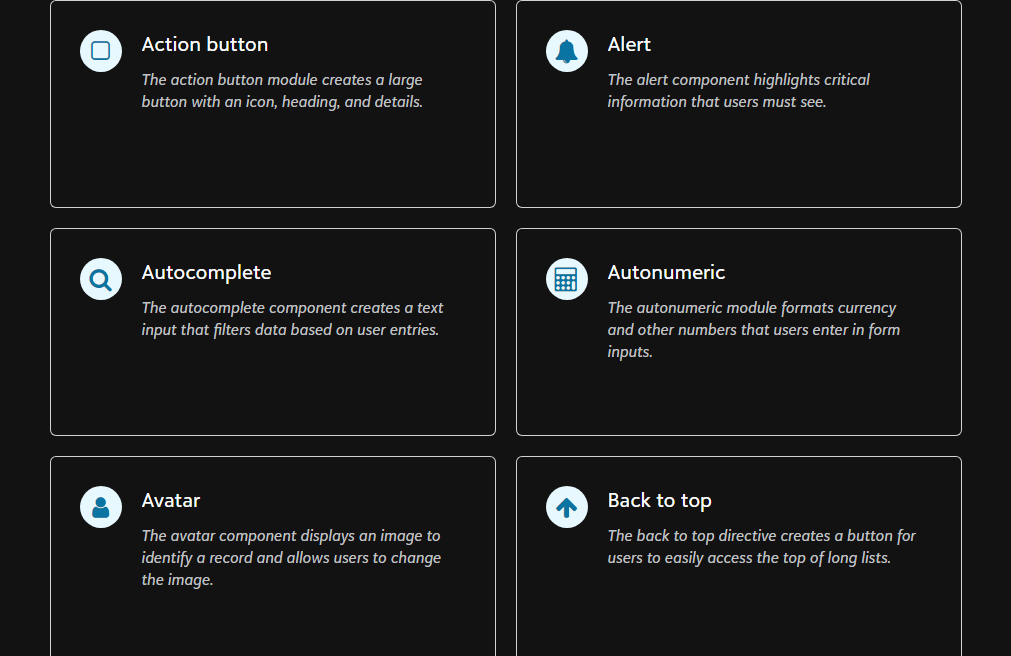 Action button
The action button module creates a large
button with an icon, heading, and details.
Alert
The alert component highlights critical
information that users must see.
Autocomplete
The autocomplete component creates a text
input that filters data based on user entries.
Autonumeric
The autonumeric module formats currency
and other numbers that users enter in form
inputs.
Avatar
The avatar component displays an image to
identify a record and allows users to change
the image.
Back to top
The back to top directive creates a button for
users to easily access the top of long lists.